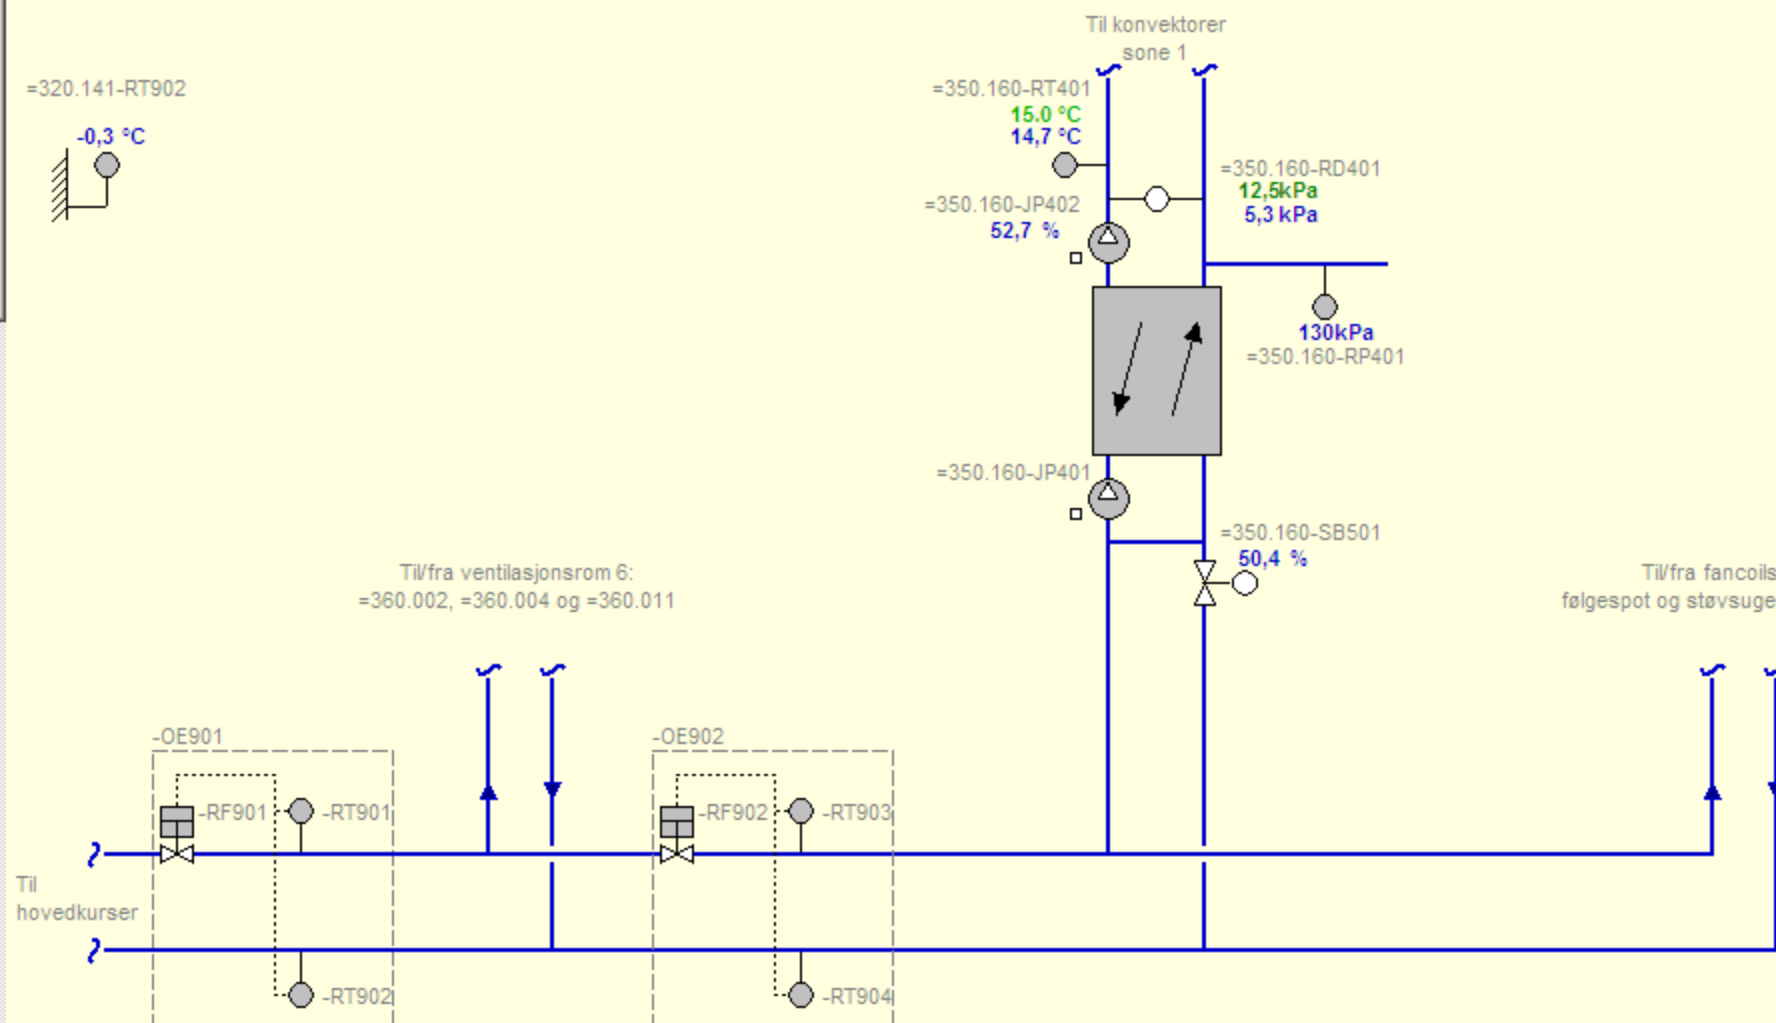 Til konvektorer
sone 1
=320.141-RT902
-0,3 °C
=350.160-RT401
15.0 °C
14,7 °C
=350.160-RD401
12,5kPa
5,3 kPa
=350.160-JP402
52,7 %
130kPa
=350.160-RP401
=350.160-JP401
=350.160-SB501
50,4 %
Til/fra ventilasjonsrom 6:
=360.002, =360.004 og =360.011
Til/fra fancoils
følgespot og støvsuge
-OE901
-OE902
-RF901
-RT901
-RF902
-RT903
Til
hovedkurser
-RT902
-RT904